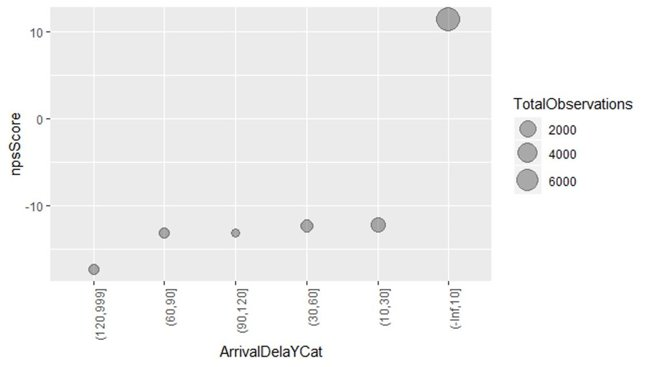 10
0
-10
npsScore
(120,999]
(60,90]
(90,120]
(30,60]
(10,30]
(-Inf,10]
ArrivalDelaYCat
TotalObservations
2000
4000
6000